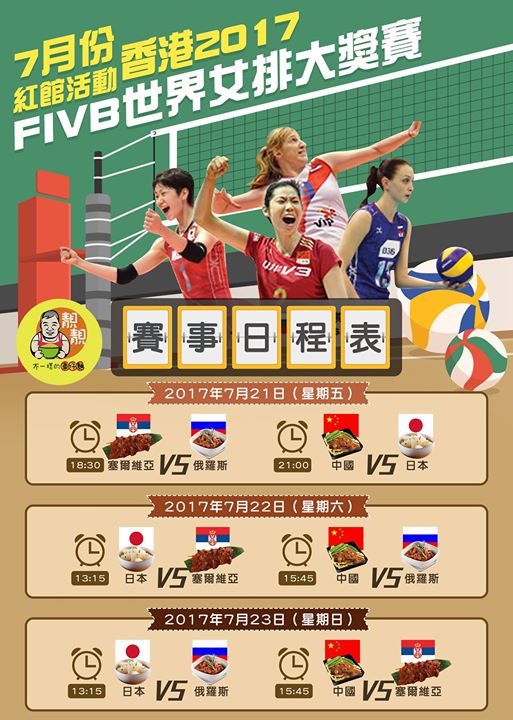 7月份
紅館活動
香港2017
FIVB世界女排大獎賽
VIP
靚靚
賽事日程表
2017年7月21日（星期五）
18:30 塞爾維亞 VS 俄羅斯
21:00 中國 VS 日本
2017年7月22日（星期六）
13:15 日本 VS 塞爾維亞
15:45 中國 VS 俄羅斯
2017年7月23日（星期日）
13:15 日本 VS 俄羅斯
15:45 中國 VS 塞爾維亞